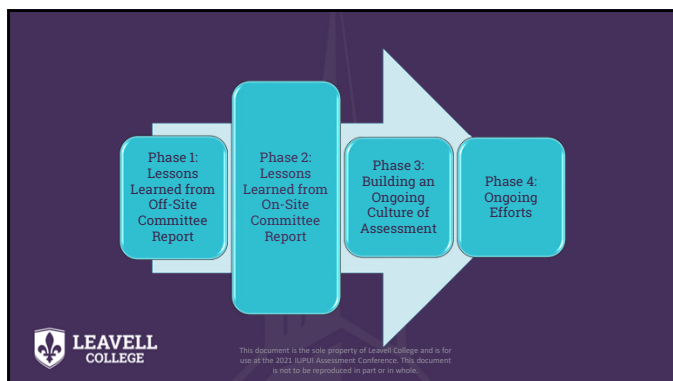 Phase 1:
Lessons
Learned from
Off-Site
Committee
Report
Phase 2:
Lessons
Learned from
On-Site
Committee
Report
Phase 3:
Building an
Ongoing
Culture of
Assessment
Phase 4:
Ongoing
Efforts
LEAVELL
COLLEGE
This document is the sole property of Leavell College and is for
use at the 2021 IUPUI Assessment Conference. This document
is not to be reproduced in part or in whole.